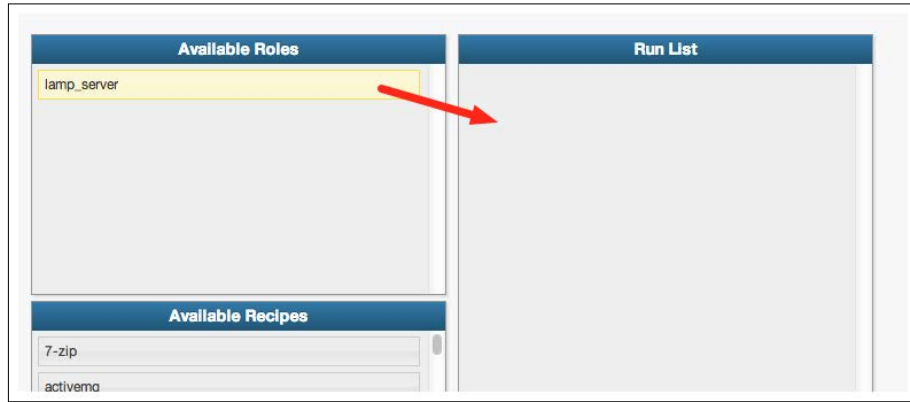 Available Roles
Run List
lamp_server
Available Recipes
7-zip
activemq